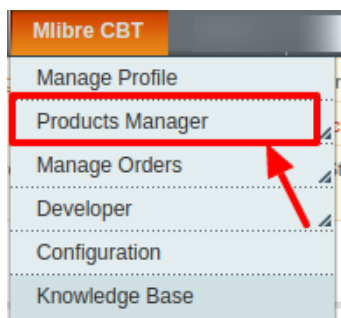 Mlibre CBT
Manage Profile
Products Manager
Manage Orders
Developer
Configuration
Knowledge Base